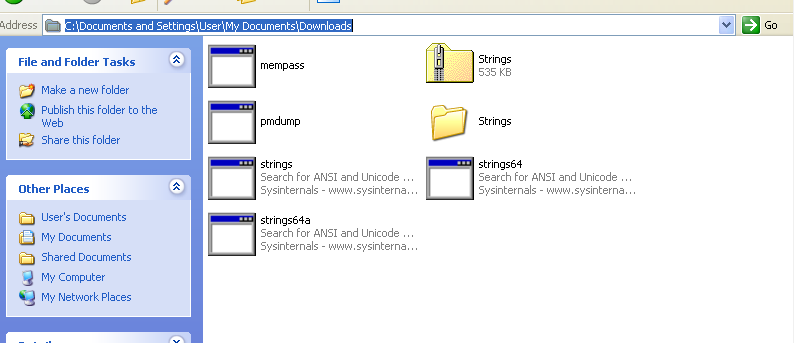 Address C:\Documents and Settings\User\My Documents\Downloads Go
File and Folder Tasks
Make a new folder
Publish this folder to the
Web
Share this folder
Other Places
User's Documents
My Documents
Shared Documents
My Computer
My Network Places
mempass
Strings
535 KB
pmdump
Strings
strings
Search for ANSI and Unicode ...
Sysinternals - www.sysinterna...
strings64
Search for ANSI and Unicode ...
Sysinternals - www.sysinterna...
strings64a
Search for ANSI and Unicode ...
Sysinternals - www.sysinterna...